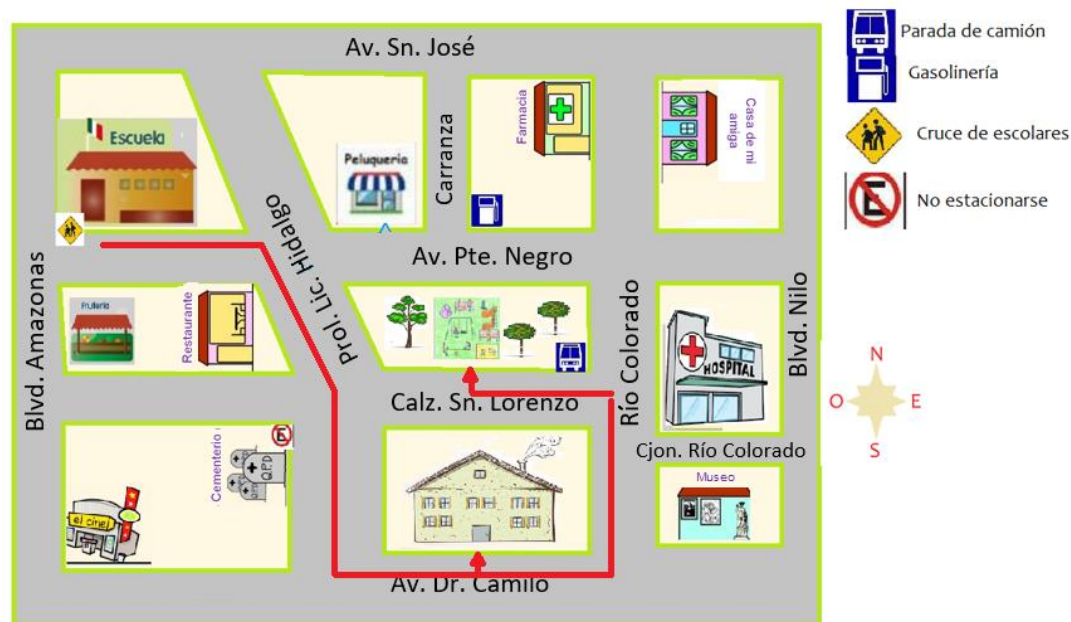 Av. Sn. José
Parada de camión
Gasolinería
Cruce de escolares
No estacionarse
Escuela
Peluquería
Carranza
Farmacia
Casa de mi
amiga
Prol. Lic. Hidalgo
Av. Pte. Negro
Blvd. Amazonas
Frutería
Restaurante
Río Colorado
HOSPITAL
Blvd. Nilo
Calz. Sn. Lorenzo
N
O
E
S
Cjon. Río Colorado
Cementerio
E
Q.P.D
el cine
Museo
Av. Dr. Camilo